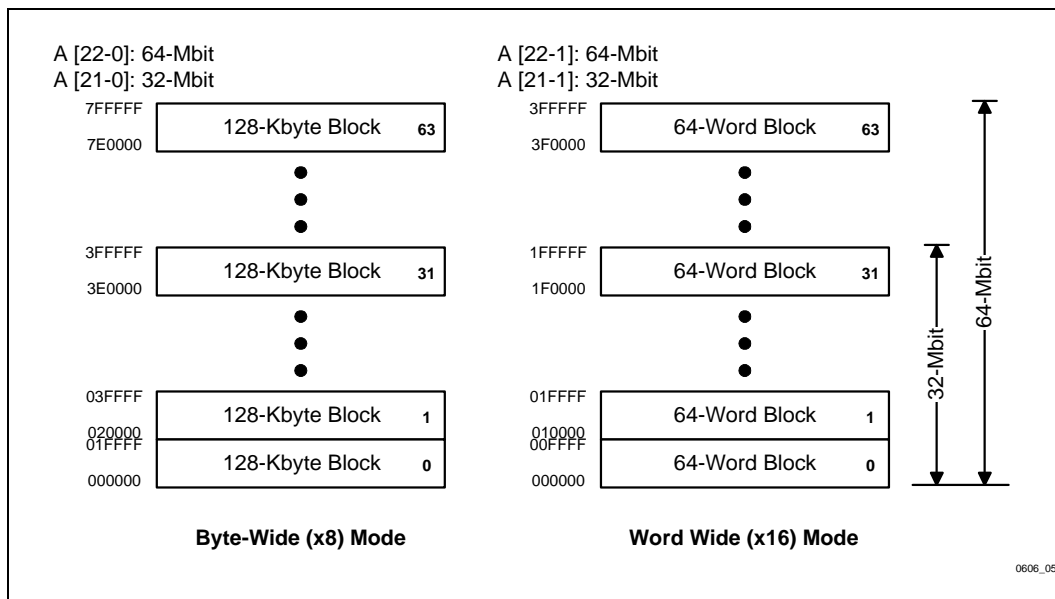 A [22-0]: 64-Mbit
A [21-0]: 32-Mbit
7FFFFF
128-Kbyte Block 63
7E0000
3FFFFF
128-Kbyte Block 31
3E0000
03FFFF
128-Kbyte Block 1
020000
01FFFF
128-Kbyte Block 0
000000
Byte-Wide (x8) Mode
A [22-1]: 64-Mbit
A [21-1]: 32-Mbit
3FFFFF
64-Word Block 63
3F0000
1FFFFF
64-Word Block 31
1F0000
01FFFF
64-Word Block 1
010000
00FFFF
64-Word Block 0
000000
Word Wide (x16) Mode
32-Mbit
64-Mbit
0606_05